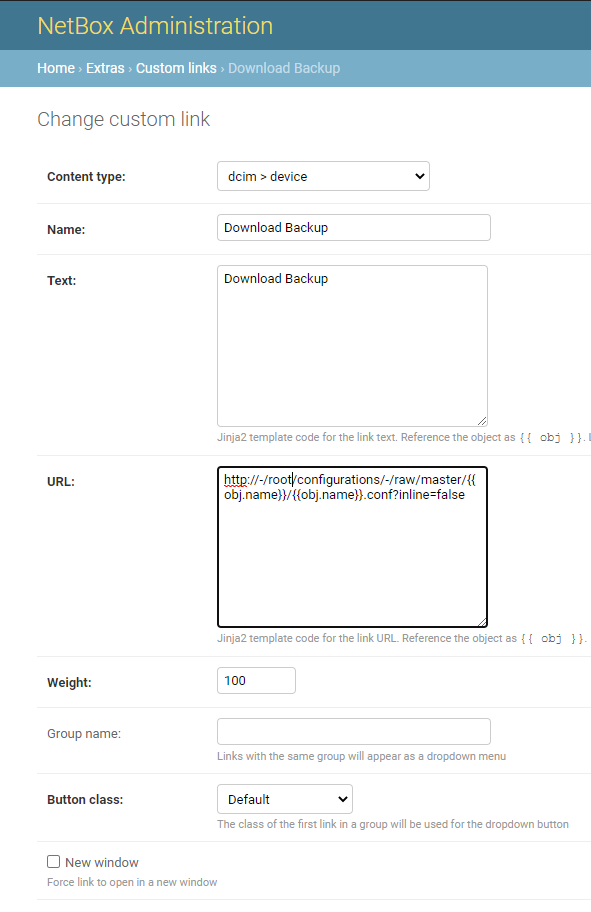 NetBox Administration
Home › Extras › Custom links › Download Backup
Change custom link
Content type:
dcim > device
Name:
Download Backup
Text:
Download Backup
Jinja2 template code for the link text. Reference the object as {{ obj }}.
URL:
http://-/root/configurations/-/raw/master/{{
obj.name}}/{{obj.name}}.conf?inline=false
Jinja2 template code for the link URL. Reference the object as {{ obj }}.
Weight:
100
Group name:
Links with the same group will appear as a dropdown menu
Button class:
Default
The class of the first link in a group will be used for the dropdown button
New window
Force link to open in a new window